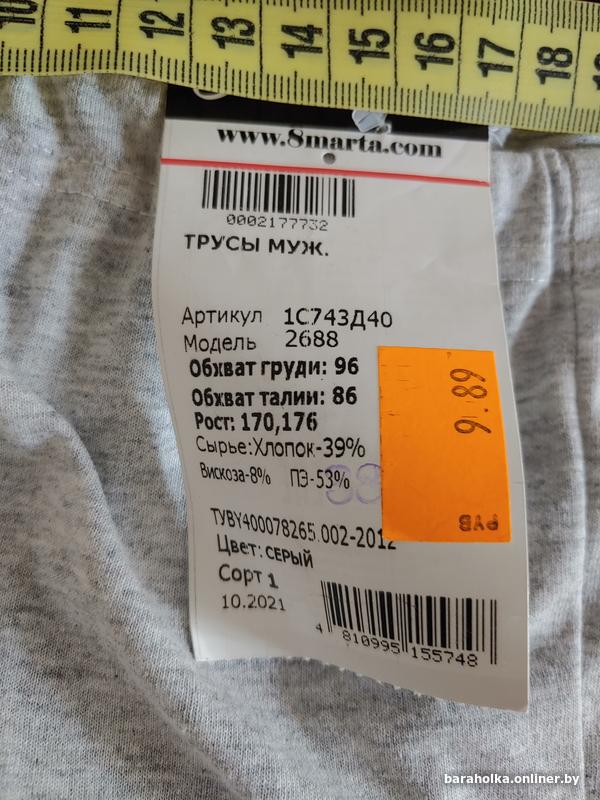 10 11 12 13 14 15 16 17 18
www.8marta.com
0002177732
ТРУСЫ МУЖ.
Артикул 1С743Д40
Модель 2688
Обхват груди: 96
Обхват талии: 86
Рост: 170,176
Сырье:Хлопок-39%
Вискоза-8% ПЭ-53%
38
9.89
РУБ
ТУBY400078265.002-2012
Цвет: СЕРЫЙ
Сорт 1
10.2021
4 810995 155748
baraholka.onliner.by